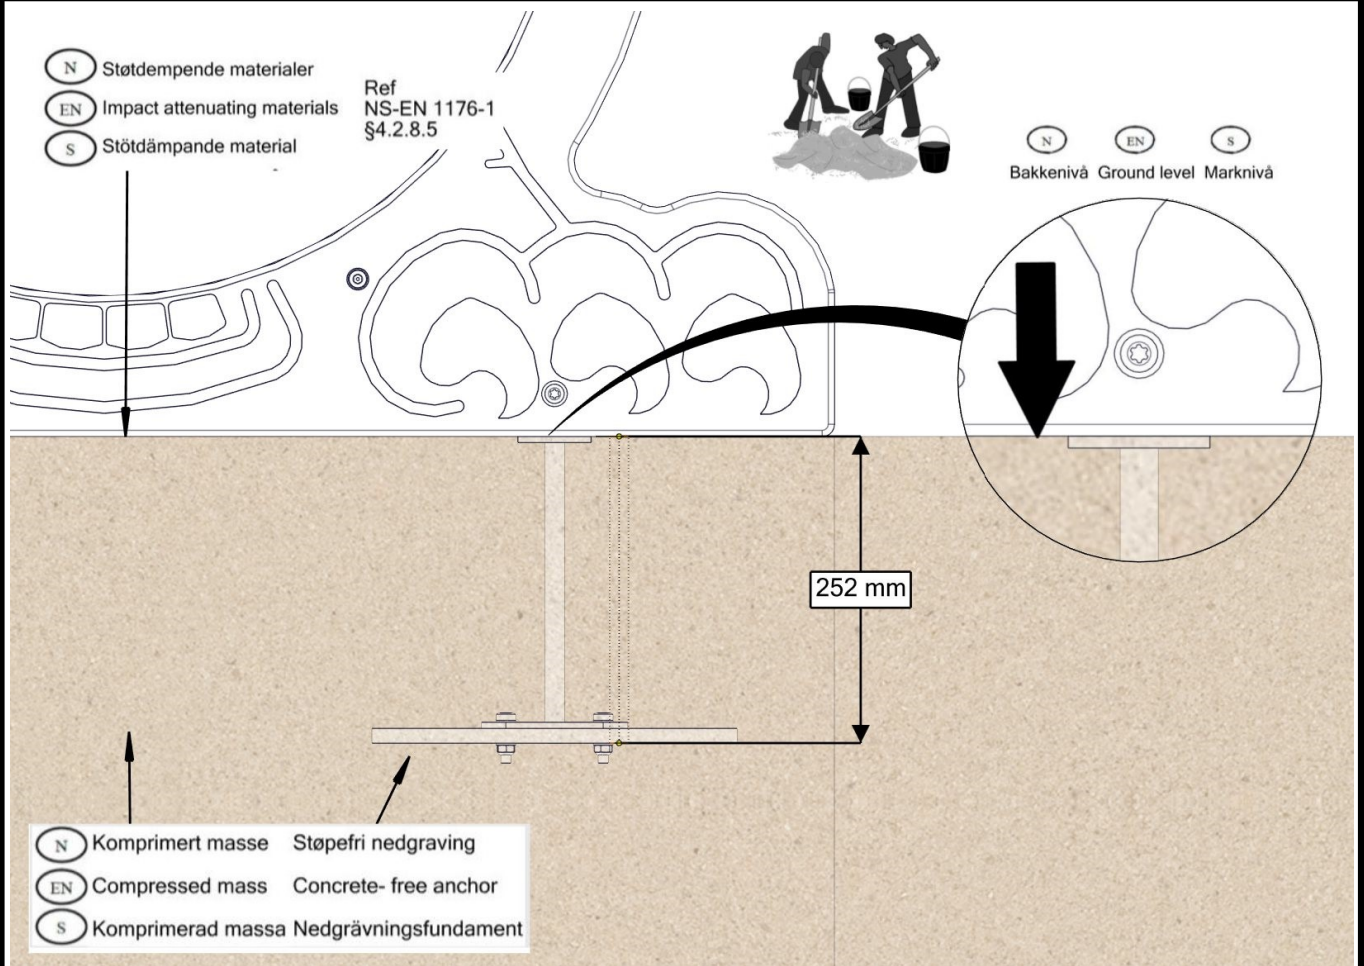 N Støtdempende materialer
EN Impact attenuating materials
S Stötdämpande material
Ref
NS-EN 1176-1
§4.2.8.5
N EN S
Bakkenivå Ground level Marknivå
252 mm
N Komprimert masse Støpefri nedgraving
EN Compressed mass Concrete- free anchor
S Komprimerad massa Nedgrävningsfundament